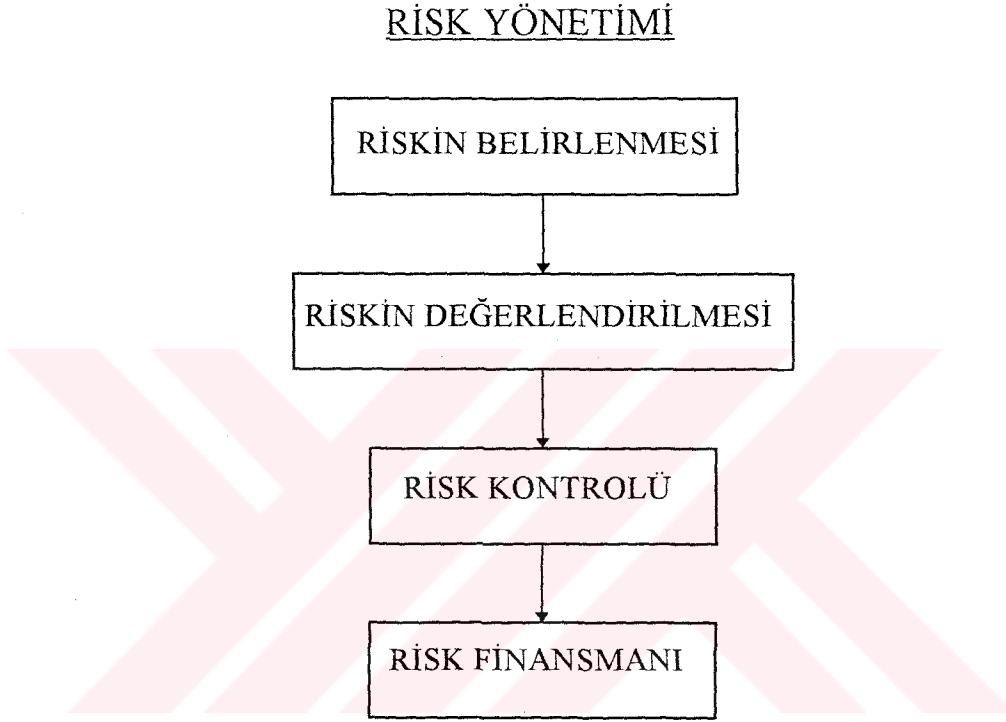 RİSK YÖNETİMİ
RİSKİN BELİRLENMESİ
RİSKİN DEĞERLENDİRİLMESİ
RİSK KONTROLÜ
RİSK FİNANSMANI